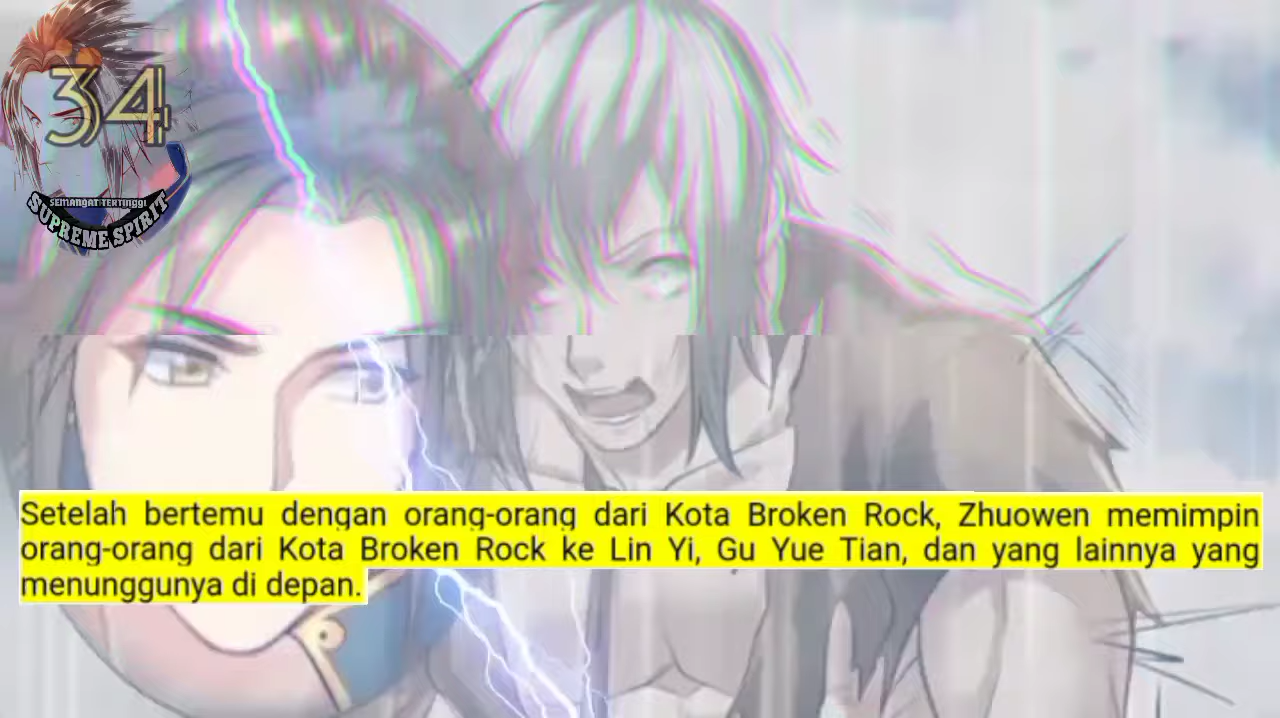 34
SEMANGAT TERTINGGI
SUPREME SPIRIT
Setelah bertemu dengan orang-orang dari Kota Broken Rock, Zhuowen memimpin
orang-orang dari Kota Broken Rock ke Lin Yi, Gu Yue Tian, dan yang lainnya yang
menunggunya di depan.